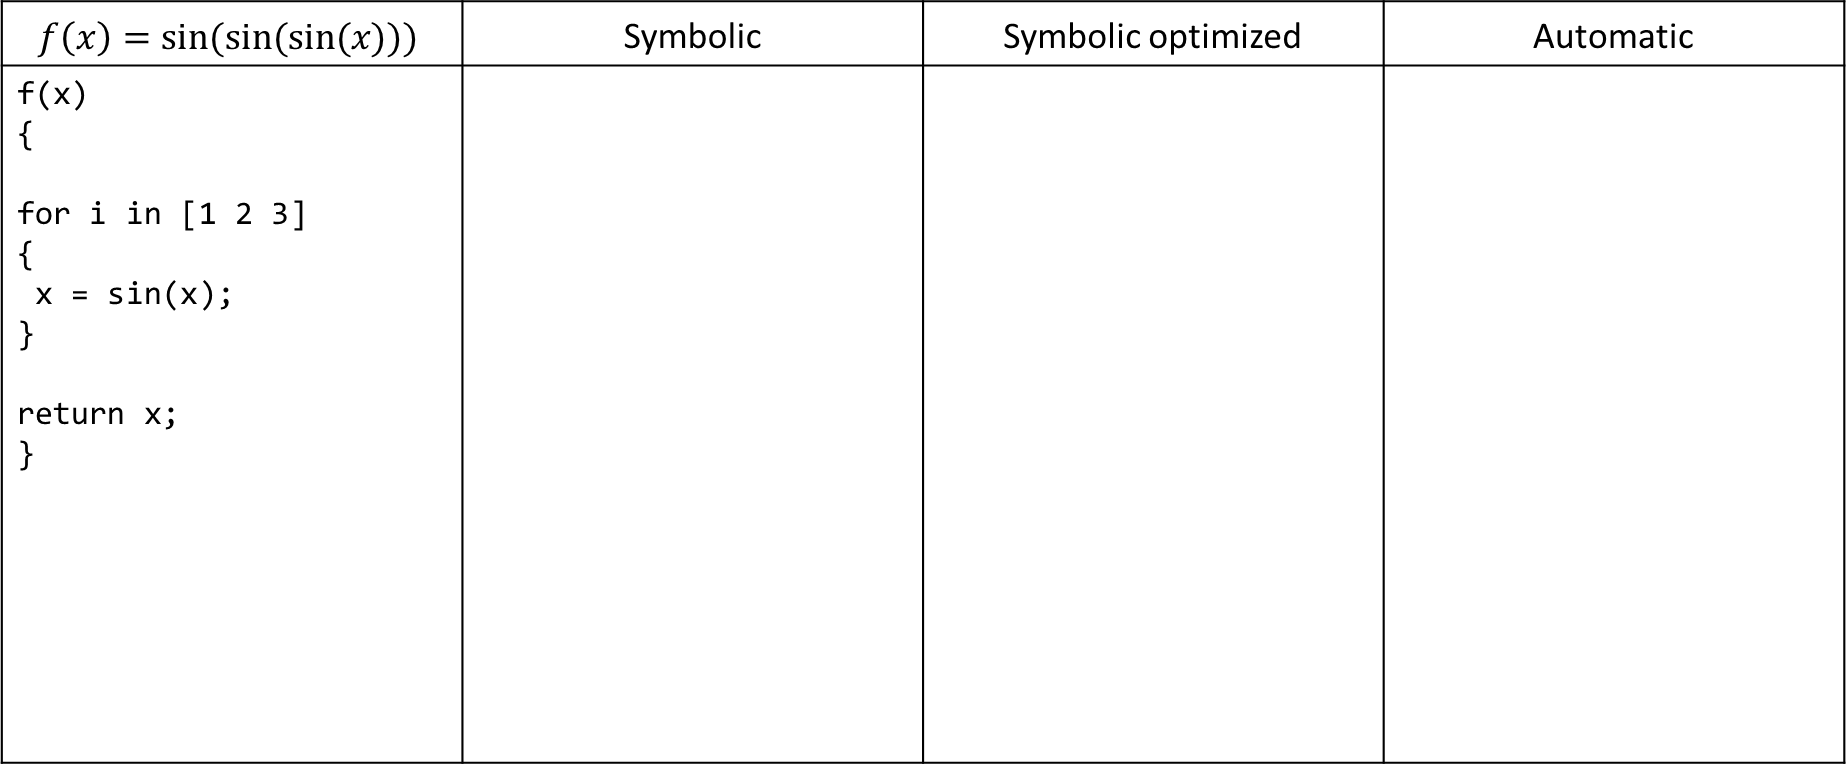 f(x) = sin(sin(sin(x)))
Symbolic
Symbolic optimized
Automatic
f(x)
{
for i in [1 2 3]
{
x = sin(x);
}
return x;
}